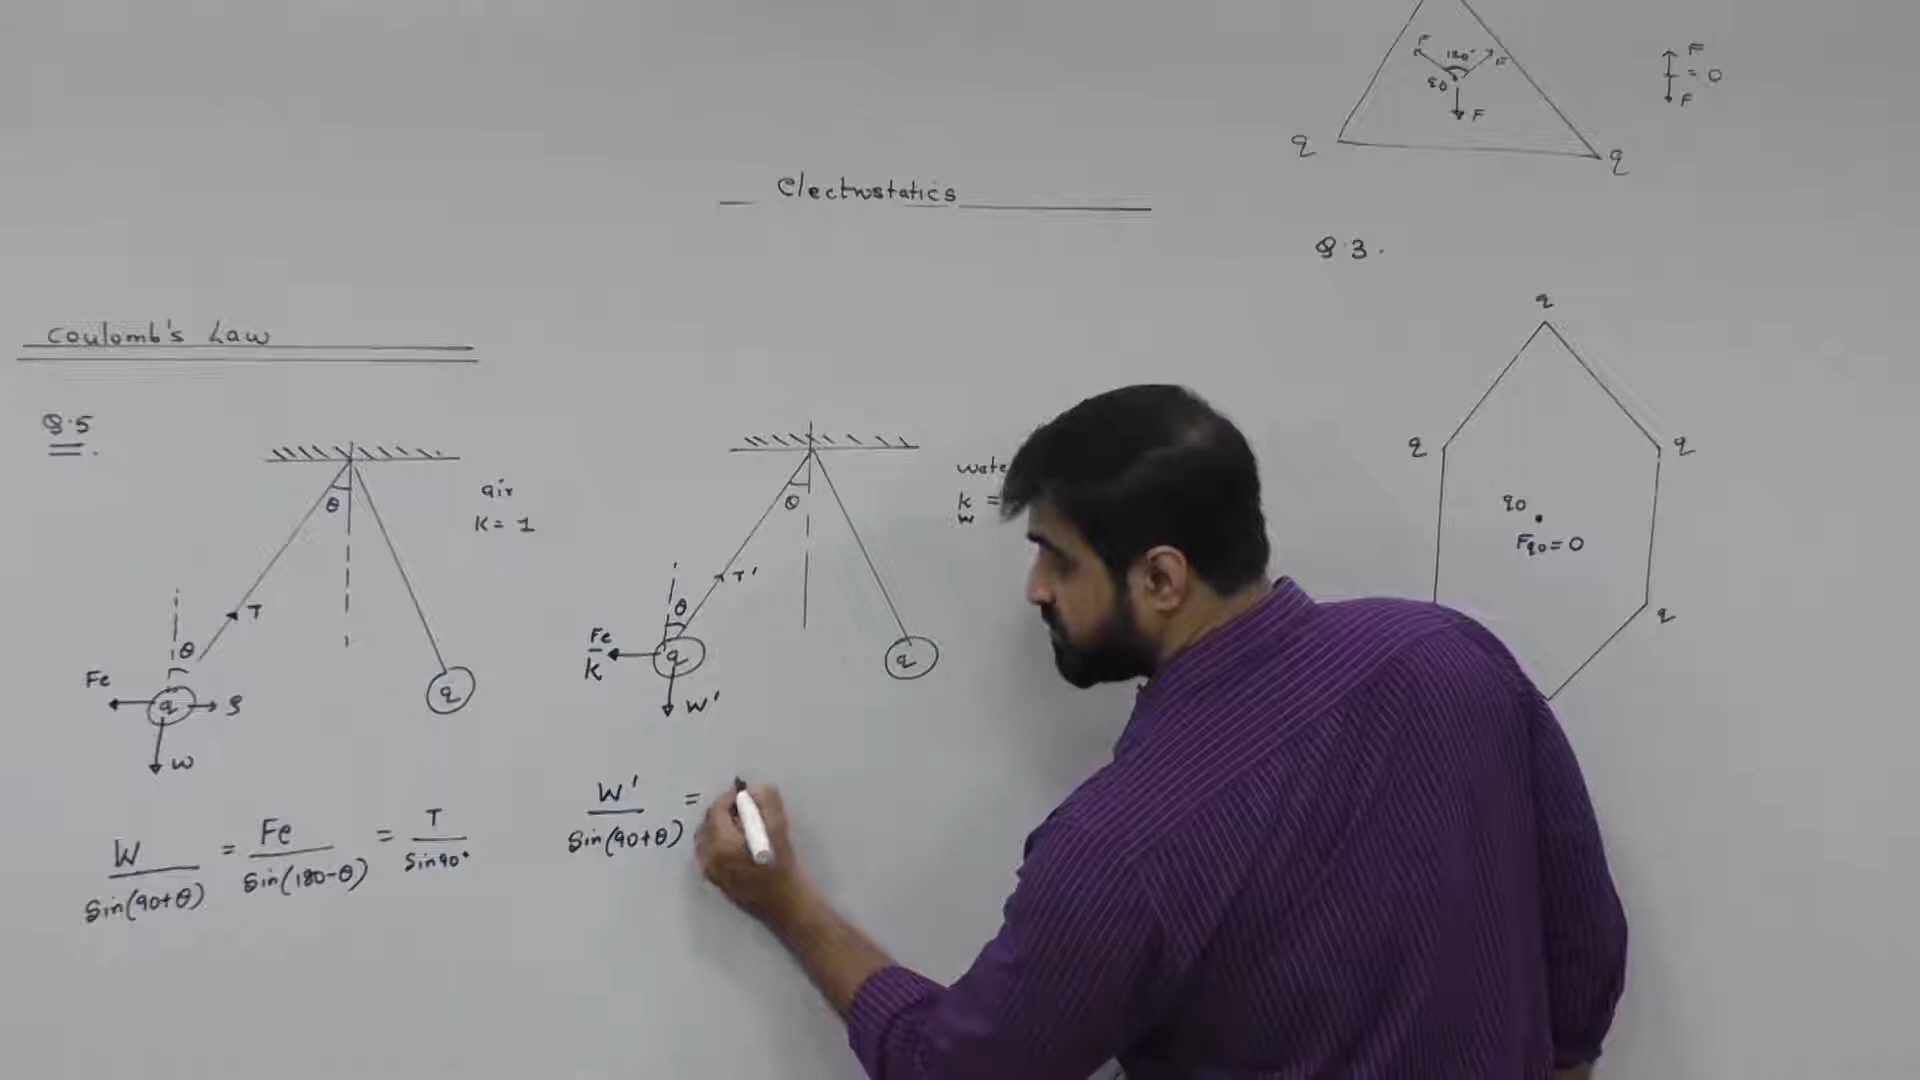 Electrostatics
Coulomb's Law
Q.5
θ
air
K = 1
T
θ
Fe
q
W
q
W / Sin(90+θ) = Fe / Sin(180-θ) = T / Sin90°
θ
k =
w
T'
θ
Fe / K
q
W'
q
W' / Sin(90+θ) =
F
120°
F
q0
F
q
q
F
= 0
F
Q.3.
q
q
q
q0
Fq0 = 0
q